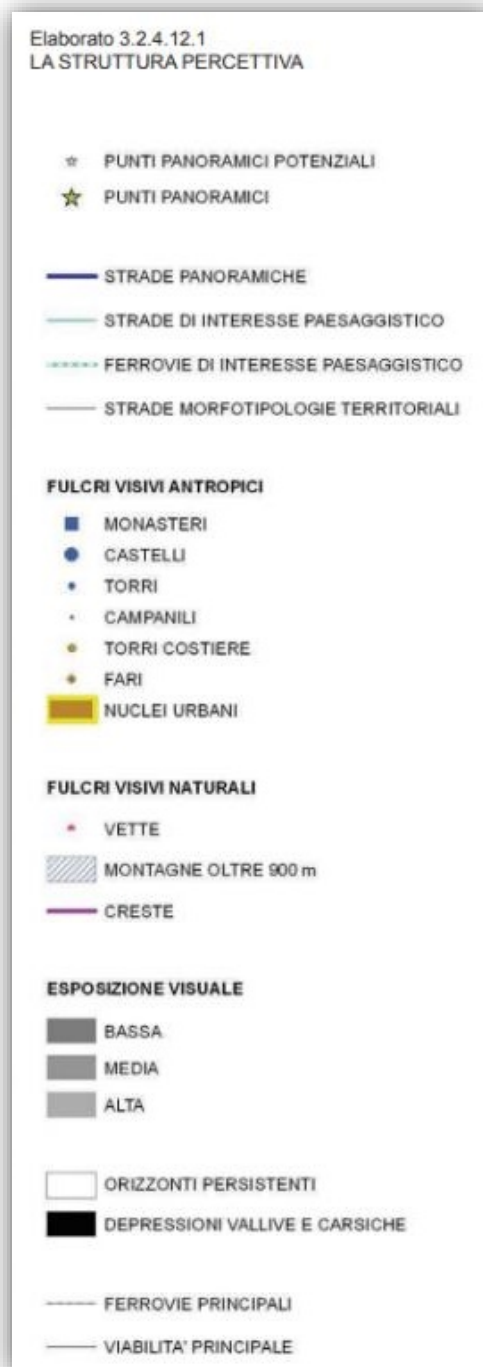 Elaborato 3.2.4.12.1
LA STRUTTURA PERCETTIVA
PUNTI PANORAMICI POTENZIALI
PUNTI PANORAMICI
STRADE PANORAMICHE
STRADE DI INTERESSE PAESAGGISTICO
FERROVIE DI INTERESSE PAESAGGISTICO
STRADE MORFOTIPOLOGIE TERRITORIALI
FULCRI VISIVI ANTROPICI
MONASTERI
CASTELLI
TORRI
CAMPANILI
TORRI COSTIERE
FARI
NUCLEI URBANI
FULCRI VISIVI NATURALI
VETTE
MONTAGNE OLTRE 900 m
CRESTE
ESPOSIZIONE VISUALE
BASSA
MEDIA
ALTA
ORIZZONTI PERSISTENTI
DEPRESSIONI VALLIVE E CARSICHE
FERROVIE PRINCIPALI
VIABILITA' PRINCIPALE